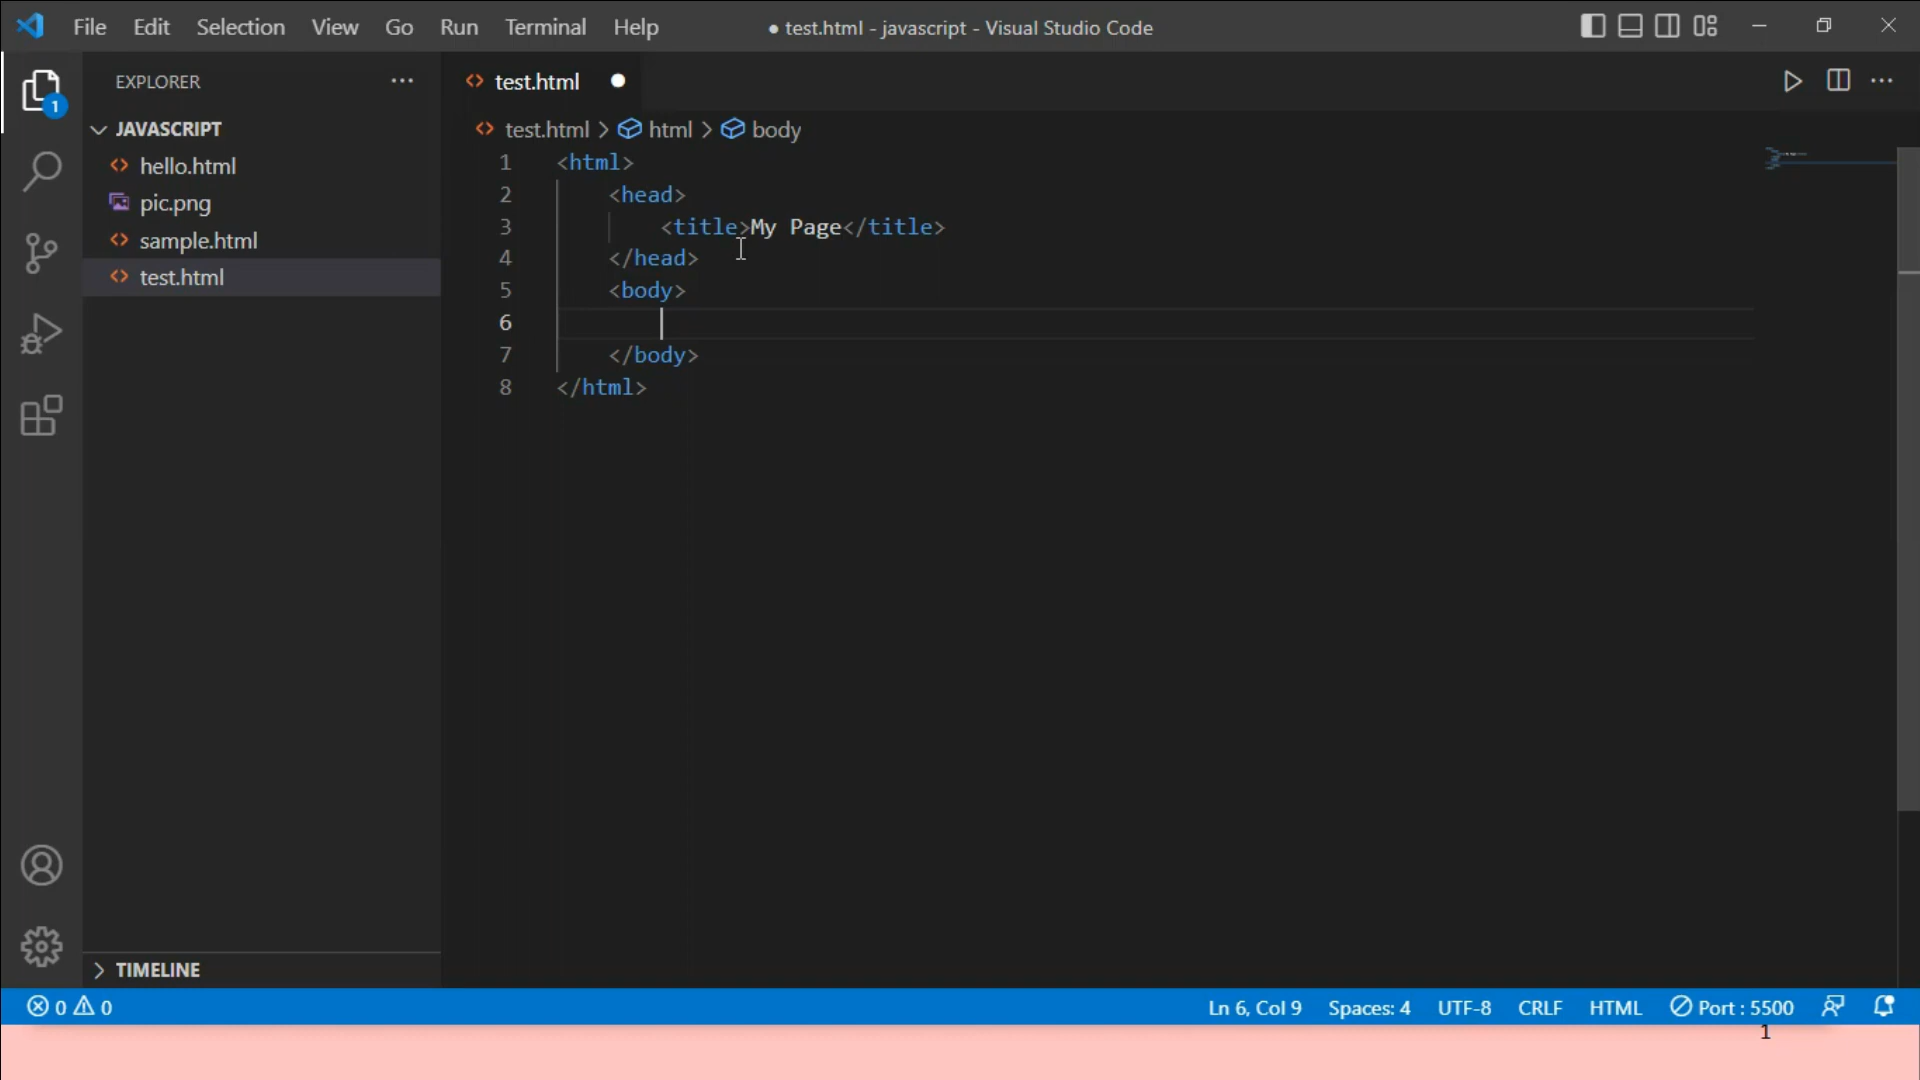 File Edit Selection View Go Run Terminal Help ● test.html - javascript - Visual Studio Code
1
EXPLORER ···
JAVASCRIPT
hello.html
pic.png
sample.html
test.html
TIMELINE
<> test.html ●
<> test.html > html > body
1 <html>
2 <head>
3 <title>My Page</title>
4 </head>
5 <body>
6
7 </body>
8 </html>
0 0 Ln 6, Col 9 Spaces: 4 UTF-8 CRLF HTML Port : 5500
1